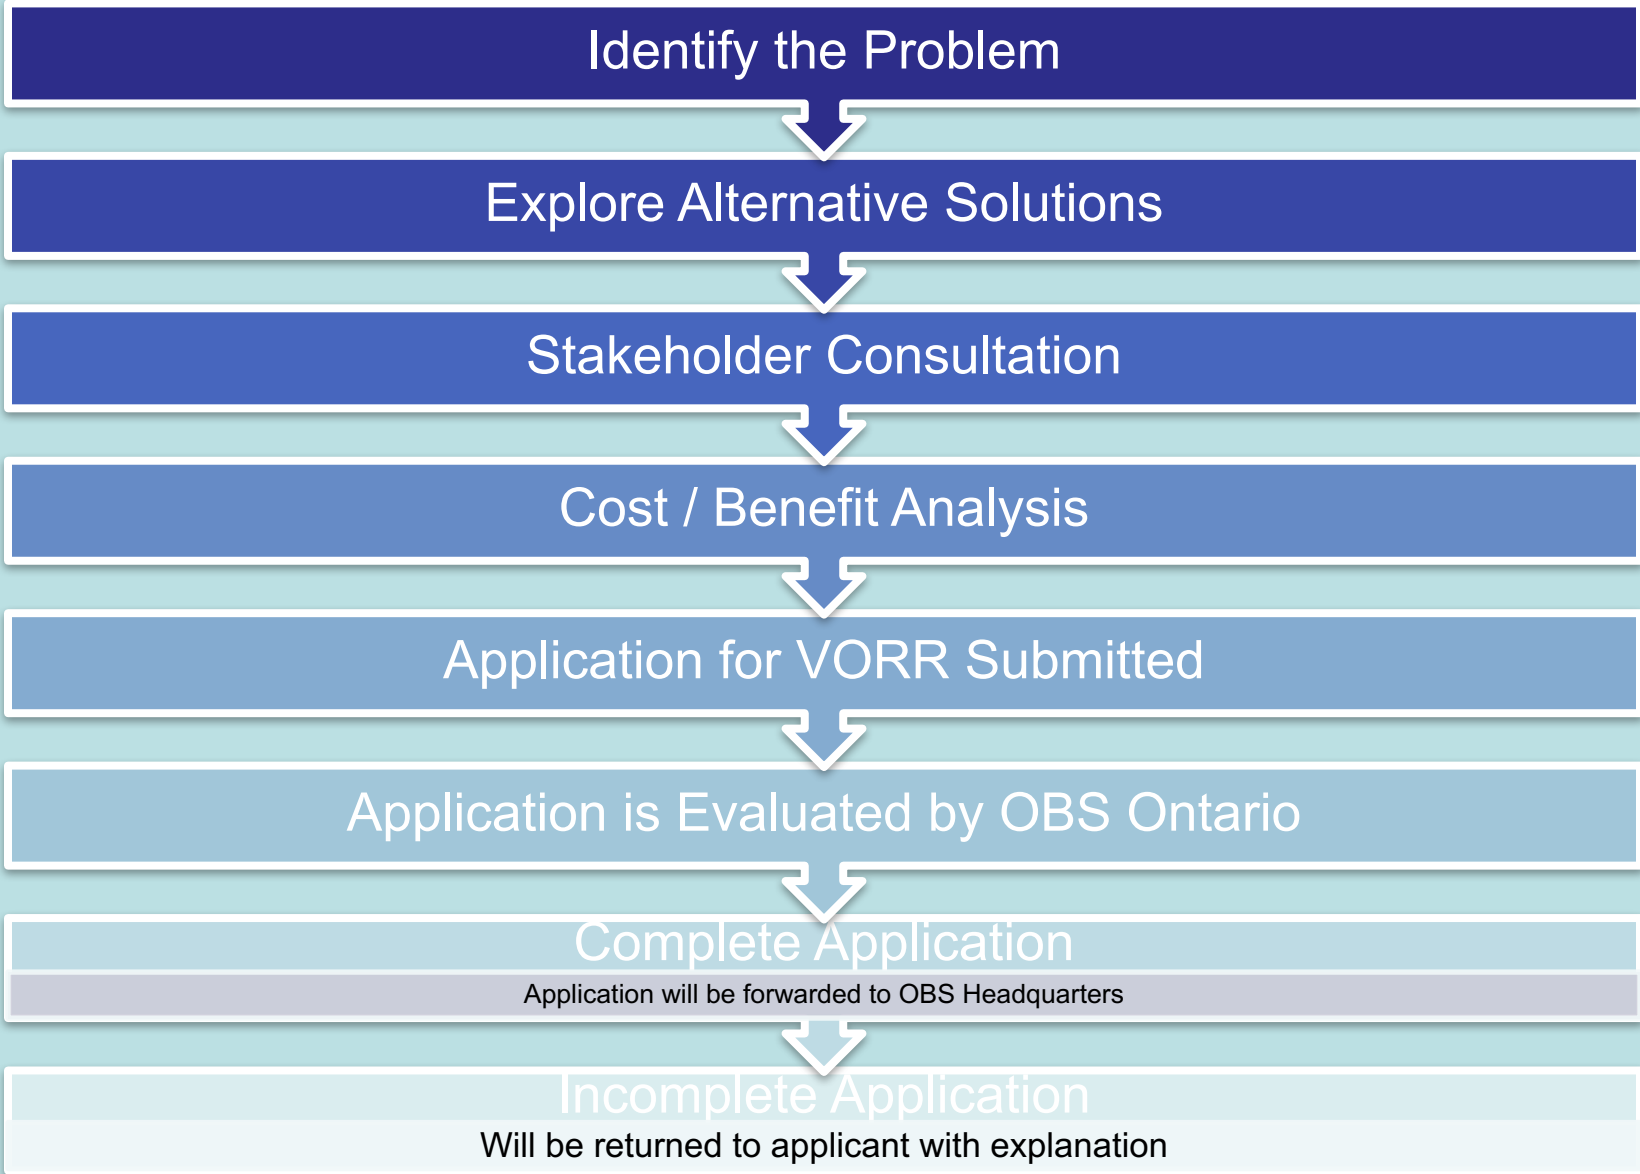 Identify the Problem
Explore Alternative Solutions
Stakeholder Consultation
Cost / Benefit Analysis
Application for VORR Submitted
Application is Evaluated by OBS Ontario
Complete Application
Application will be forwarded to OBS Headquarters
Incomplete Application
Will be returned to applicant with explanation